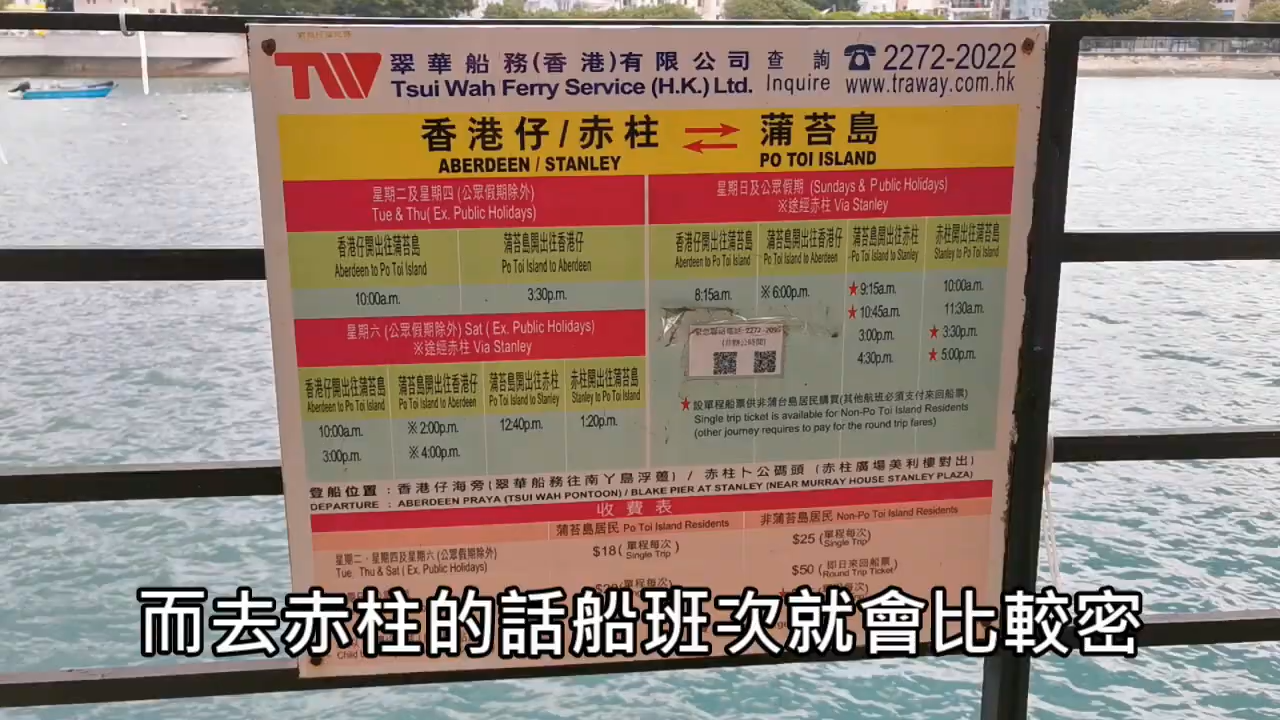 TW 翠華船務(香港)有限公司 查詢 ☎ 2272-2022
Tsui Wah Ferry Service (H.K.) Ltd. Inquire www.traway.com.hk
香港仔/赤柱 ⇄ 蒲苔島
ABERDEEN / STANLEY PO TOI ISLAND
星期二及星期四 (公眾假期除外)
Tue & Thu( Ex. Public Holidays)
香港仔開出往蒲苔島 蒲苔島開出往香港仔
Aberdeen to Po Toi Island Po Toi Island to Aberdeen
10:00a.m. 3:30p.m.
星期六 (公眾假期除外) Sat ( Ex. Public Holidays)
※途經赤柱 Via Stanley
香港仔開出往蒲苔島 蒲苔島開出往香港仔 蒲苔島開出往赤柱 赤柱開出往蒲苔島
Aberdeen to Po Toi Island Po Toi Island to Aberdeen Po Toi Island to Stanley Stanley to Po Toi Island
10:00a.m. ※ 2:00p.m. 12:40p.m. 1:20p.m.
3:00p.m. ※ 4:00p.m.
星期日及公眾假期 (Sundays & Public Holidays)
※途經赤柱 Via Stanley
香港仔開出往蒲苔島 蒲苔島開出往香港仔 蒲苔島開出往赤柱 赤柱開出往蒲苔島
Aberdeen to Po Toi Island Po Toi Island to Aberdeen Po Toi Island to Stanley Stanley to Po Toi Island
8:15a.m. ※ 6:00p.m. ★ 9:15a.m. 10:00a.m.
★ 10:45a.m. 11:30a.m.
3:00p.m. ★ 3:30p.m.
4:30p.m. ★ 5:00p.m.
(非辦公時間)
★設單程船票供非蒲台島居民購買(其他航班必須支付來回船票)
Single trip ticket is available for Non-Po Toi Island Residents
(other journey requires to pay for the round trip fares)
登船位置 : 香港仔海旁(翠華船務往南丫島浮躉) / 赤柱卜公碼頭 (赤柱廣場美利樓對出)
DEPARTURE : ABERDEEN PRAYA (TSUI WAH PONTOON) / BLAKE PIER AT STANLEY (NEAR MURRAY HOUSE STANLEY PLAZA)
收費表
蒲苔島居民 Po Toi Island Residents 非蒲苔島居民 Non-Po Toi Island Residents
星期二、星期四及星期六 (公眾假期除外) $18 (單程每次) $25 (單程每次)
Tue, Thu & Sat ( Ex. Public Holidays) Single Trip Single Trip
$50 (即日來回船票)
Round Trip Ticket
而去赤柱的話船班次就會比較密